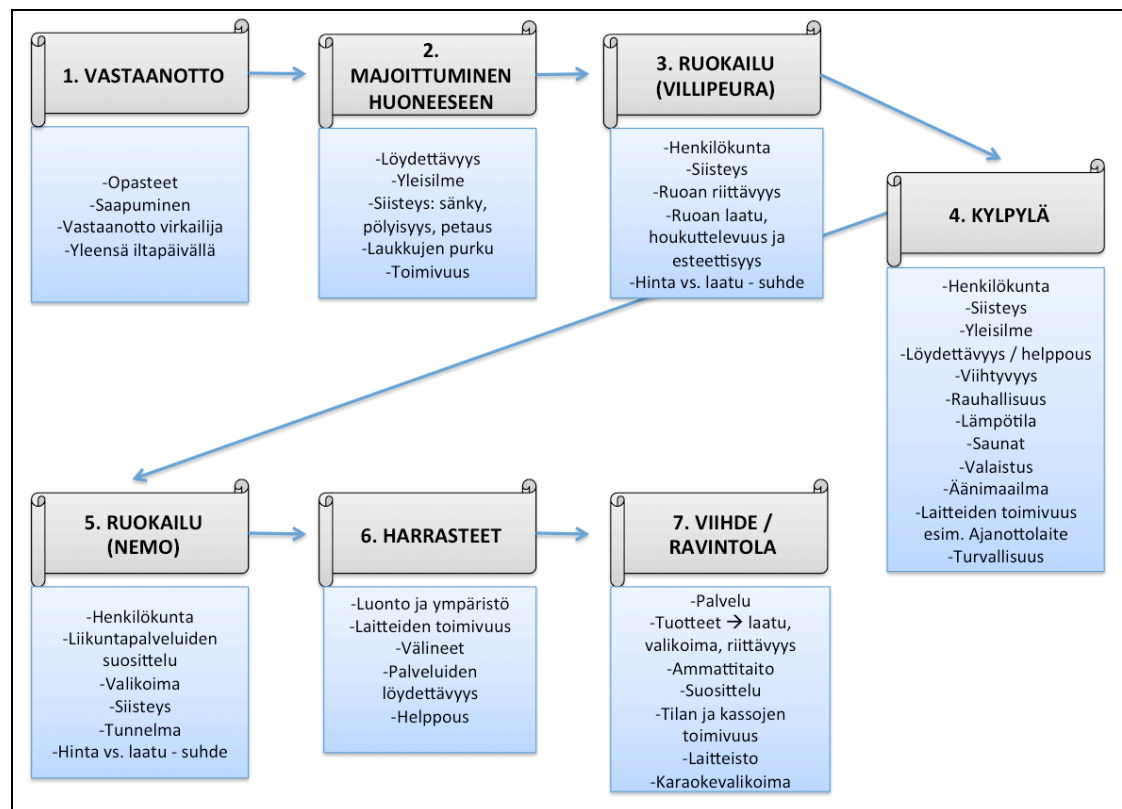 1. VASTAANOTTO
-Opasteet
-Saapuminen
-Vastaanotto virkailija
-Yleensä iltapäivällä
2.
MAJOITTUMINEN
HUONEESEEN
-Löydettävyys
-Yleisilme
-Siisteys: sänky,
pölyisyys, petaus
-Laukkujen purku
-Toimivuus
3. RUOKAILU
(VILLIPEURA)
-Henkilökunta
-Siisteys
-Ruoan riittävyys
-Ruoan laatu,
houkuttelevuus ja
esteettisyys
-Hinta vs. laatu - suhde
4. KYLPYLÄ
-Henkilökunta
-Siisteys
-Yleisilme
-Löydettävyys / helppous
-Viihtyvyys
-Rauhallisuus
-Lämpötila
-Saunat
-Valaistus
-Äänimaailma
-Laitteiden toimivuus
esim. Ajanottolaite
-Turvallisuus
5. RUOKAILU
(NEMO)
-Henkilökunta
-Liikuntapalveluiden
suosittelu
-Valikoima
-Siisteys
-Tunnelma
-Hinta vs. laatu - suhde
6. HARRASTEET
-Luonto ja ympäristö
-Laitteiden toimivuus
-Välineet
-Palveluiden
löydettävyys
-Helppous
7. VIIHDE /
RAVINTOLA
-Palvelu
-Tuotteet → laatu,
valikoima, riittävyys
-Ammattitaito
-Suosittelu
-Tilan ja kassojen
toimivuus
-Laitteisto
-Karaokevalikoima